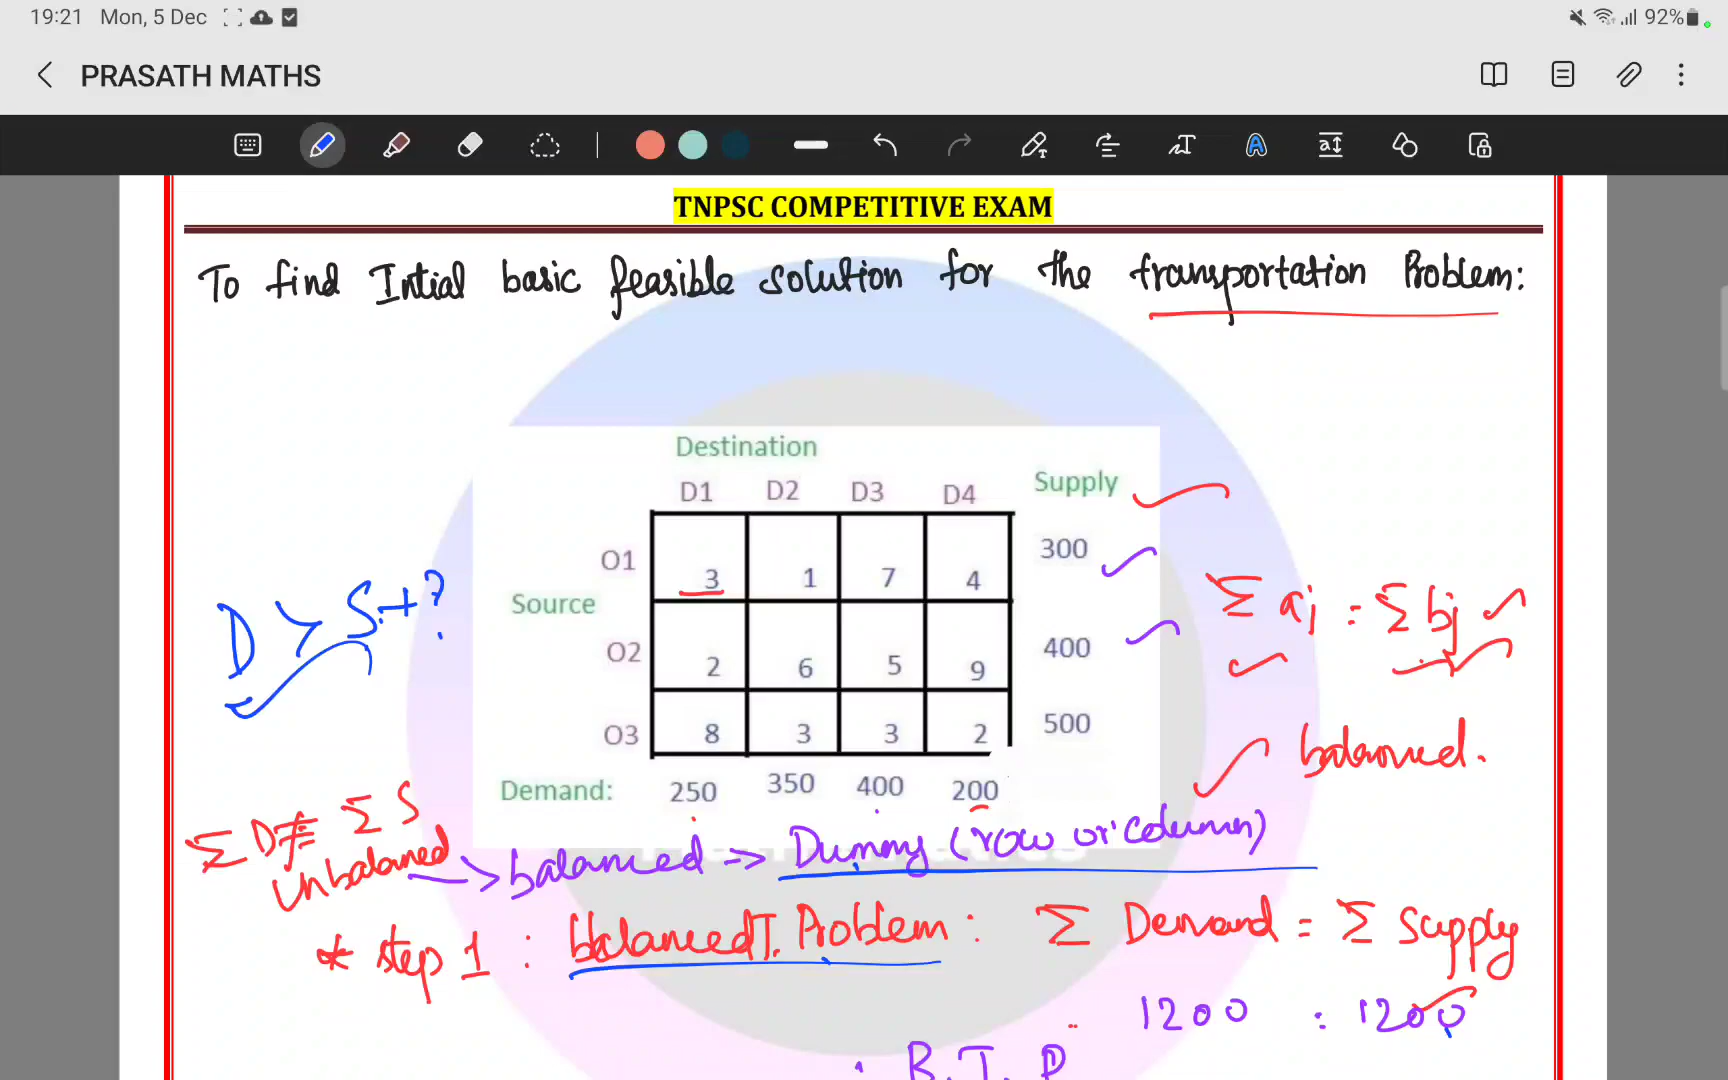 19:21 Mon, 5 Dec 92%
PRASATH MATHS
TNPSC COMPETITIVE EXAM
To find Intial basic feasible solution for the transportation Problem:
Destination
D1 D2 D3 D4 Supply
O1 3 1 7 4 300
Source
O2 2 6 5 9 400
O3 8 3 3 2 500
Demand: 250 350 400 200
D > S.+?
Σ aj = Σ bj
balanced.
Σ D ≠ Σ S
Unbalanced -> balanced => Dummy (row or column)
* step 1 : balanced T. Problem : Σ Demand = Σ Supply
1200 : 1200
∴ B.T.P